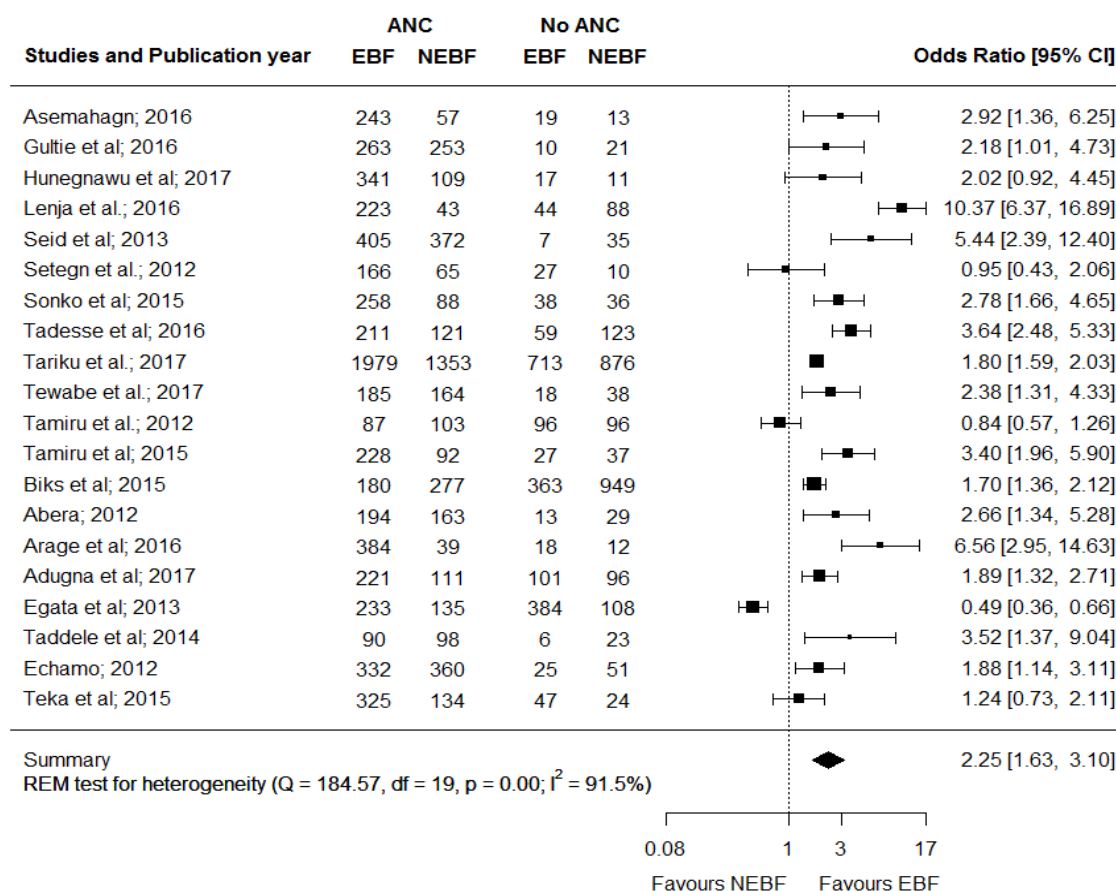 ANC No ANC
Studies and Publication year EBF NEBF EBF NEBF Odds Ratio [95% CI]
Asemahagn; 2016 243 57 19 13 2.92 [1.36, 6.25]
Gultie et al; 2016 263 253 10 21 2.18 [1.01, 4.73]
Hunegnawu et al; 2017 341 109 17 11 2.02 [0.92, 4.45]
Lenja et al.; 2016 223 43 44 88 10.37 [6.37, 16.89]
Seid et al; 2013 405 372 7 35 5.44 [2.39, 12.40]
Setegn et al.; 2012 166 65 27 10 0.95 [0.43, 2.06]
Sonko et al; 2015 258 88 38 36 2.78 [1.66, 4.65]
Tadesse et al; 2016 211 121 59 123 3.64 [2.48, 5.33]
Tariku et al.; 2017 1979 1353 713 876 1.80 [1.59, 2.03]
Tewabe et al.; 2017 185 164 18 38 2.38 [1.31, 4.33]
Tamiru et al.; 2012 87 103 96 96 0.84 [0.57, 1.26]
Tamiru et al; 2015 228 92 27 37 3.40 [1.96, 5.90]
Biks et al; 2015 180 277 363 949 1.70 [1.36, 2.12]
Abera; 2012 194 163 13 29 2.66 [1.34, 5.28]
Arage et al; 2016 384 39 18 12 6.56 [2.95, 14.63]
Adugna et al; 2017 221 111 101 96 1.89 [1.32, 2.71]
Egata et al; 2013 233 135 384 108 0.49 [0.36, 0.66]
Taddele et al; 2014 90 98 6 23 3.52 [1.37, 9.04]
Echamo; 2012 332 360 25 51 1.88 [1.14, 3.11]
Teka et al; 2015 325 134 47 24 1.24 [0.73, 2.11]
Summary 2.25 [1.63, 3.10]
REM test for heterogeneity (Q = 184.57, df = 19, p = 0.00; I² = 91.5%)
0.08 1 3 17
Favours NEBF Favours EBF